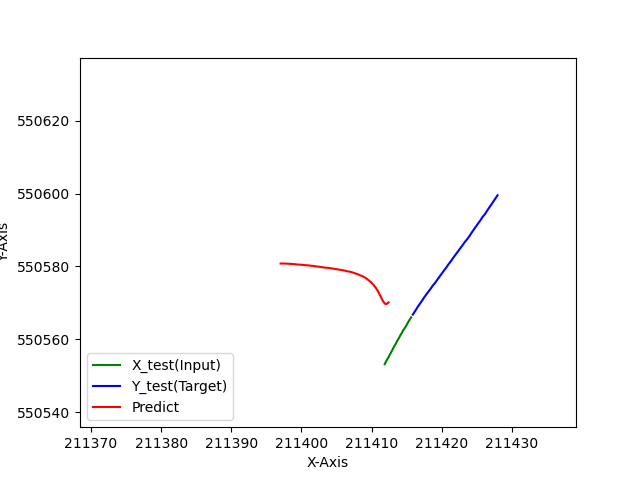 550620
550600
550580
550560
550540
Y-Axis
X_test(Input)
Y_test(Target)
Predict
211370 211380 211390 211400 211410 211420 211430
X-Axis